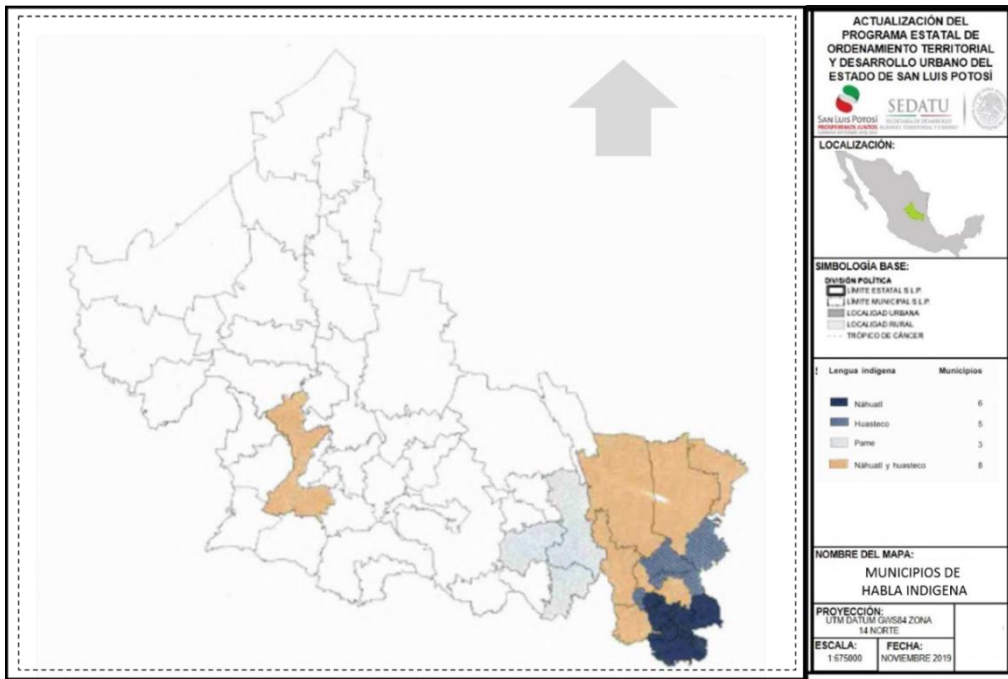 ACTUALIZACIÓN DEL
PROGRAMA ESTATAL DE
ORDENAMIENTO TERRITORIAL
Y DESARROLLO URBANO DEL
ESTADO DE SAN LUIS POTOSÍ
SAN LUIS POTOSÍ
PROSPEREMOS JUNTOS
SEDATU
LOCALIZACIÓN:
SIMBOLOGÍA BASE:
DIVISIÓN POLÍTICA
LÍMITE ESTATAL S.L.P.
LÍMITE MUNICIPAL S.L.P.
LOCALIDAD URBANA
LOCALIDAD RURAL
TRÓPICO DE CÁNCER
Lengua indígena Municipios
Náhuatl 6
Huasteco 5
Pame 3
Náhuatl y huasteco 8
NOMBRE DEL MAPA:
MUNICIPIOS DE
HABLA INDIGENA
PROYECCIÓN:
UTM DATUM GWS84 ZONA
14 NORTE
ESCALA:
1:675000
FECHA:
NOVIEMBRE 2019